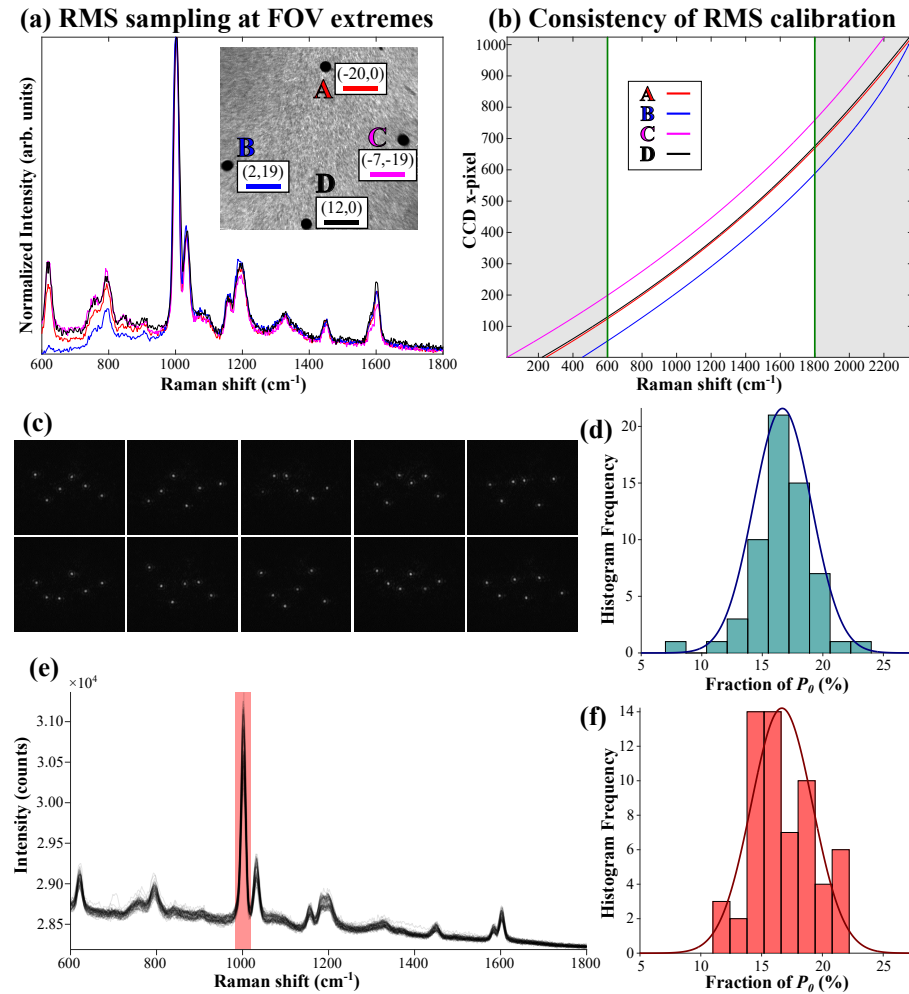 (a) RMS sampling at FOV extremes
Normalized Intensity (arb. units)
A
(-20,0)
B
(2,19)
C
(-7,-19)
D
(12,0)
600 800 1000 1200 1400 1600 1800
Raman shift (cm⁻¹)
(b) Consistency of RMS calibration
CCD x-pixel
1000
900
800
700
600
500
400
300
200
100
A
B
C
D
200 400 600 800 1000 1200 1400 1600 1800 2000 2200
Raman shift (cm⁻¹)
(c)
(d)
Histogram Frequency
20
15
10
5
0
5 10 15 20 25
Fraction of P₀ (%)
(e)
×10⁴
Intensity (counts)
3.10
3.05
3.00
2.95
2.90
2.85
600 800 1000 1200 1400 1600 1800
Raman shift (cm⁻¹)
(f)
Histogram Frequency
14
12
10
8
6
4
2
0
5 10 15 20 25
Fraction of P₀ (%)